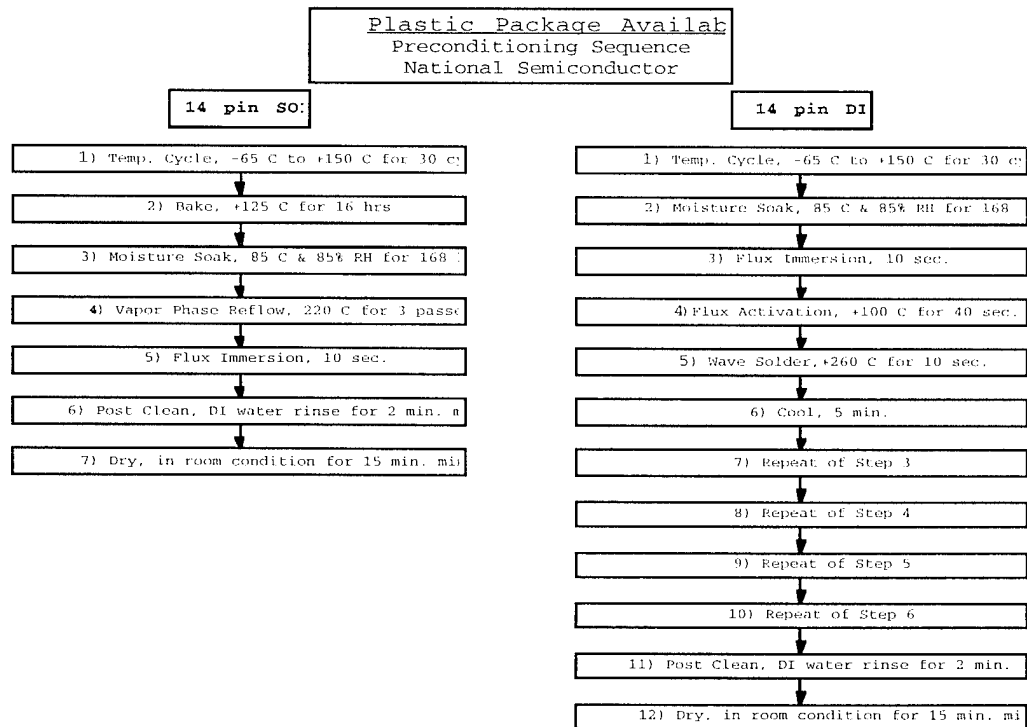 Plastic Package Availab
Preconditioning Sequence
National Semiconductor
14 pin SO
1) Temp. Cycle, -65 C to +150 C for 30 cy
2) Bake, +125 C for 16 hrs
3) Moisture Soak, 85 C & 85% RH for 168
4) Vapor Phase Reflow, 220 C for 3 passe
5) Flux Immersion, 10 sec.
6) Post Clean, DI water rinse for 2 min. m
7) Dry, in room condition for 15 min. mi
14 pin DI
1) Temp. Cycle, -65 C to +150 C for 30 cy
2) Moisture Soak, 85 C & 85% RH for 168
3) Flux Immersion, 10 sec.
4) Flux Activation, +100 C for 40 sec.
5) Wave Solder, +260 C for 10 sec.
6) Cool, 5 min.
7) Repeat of Step 3
8) Repeat of Step 4
9) Repeat of Step 5
10) Repeat of Step 6
11) Post Clean, DI water rinse for 2 min.
12) Dry, in room condition for 15 min. mi